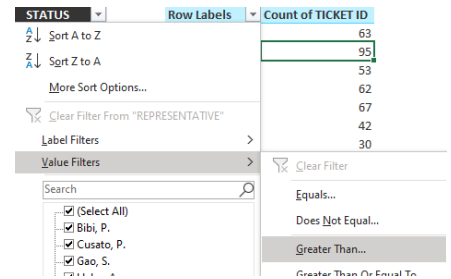 STATUS Row Labels Count of TICKET ID
Sort A to Z 63
95
Sort Z to A 53
More Sort Options... 62
Clear Filter From "REPRESENTATIVE" 67
Label Filters 42
Value Filters 30
Clear Filter
Search
Equals...
(Select All)
Bibi, P. Does Not Equal...
Cusato, P.
Gao, S. Greater Than...
Greater Than Or Equal To